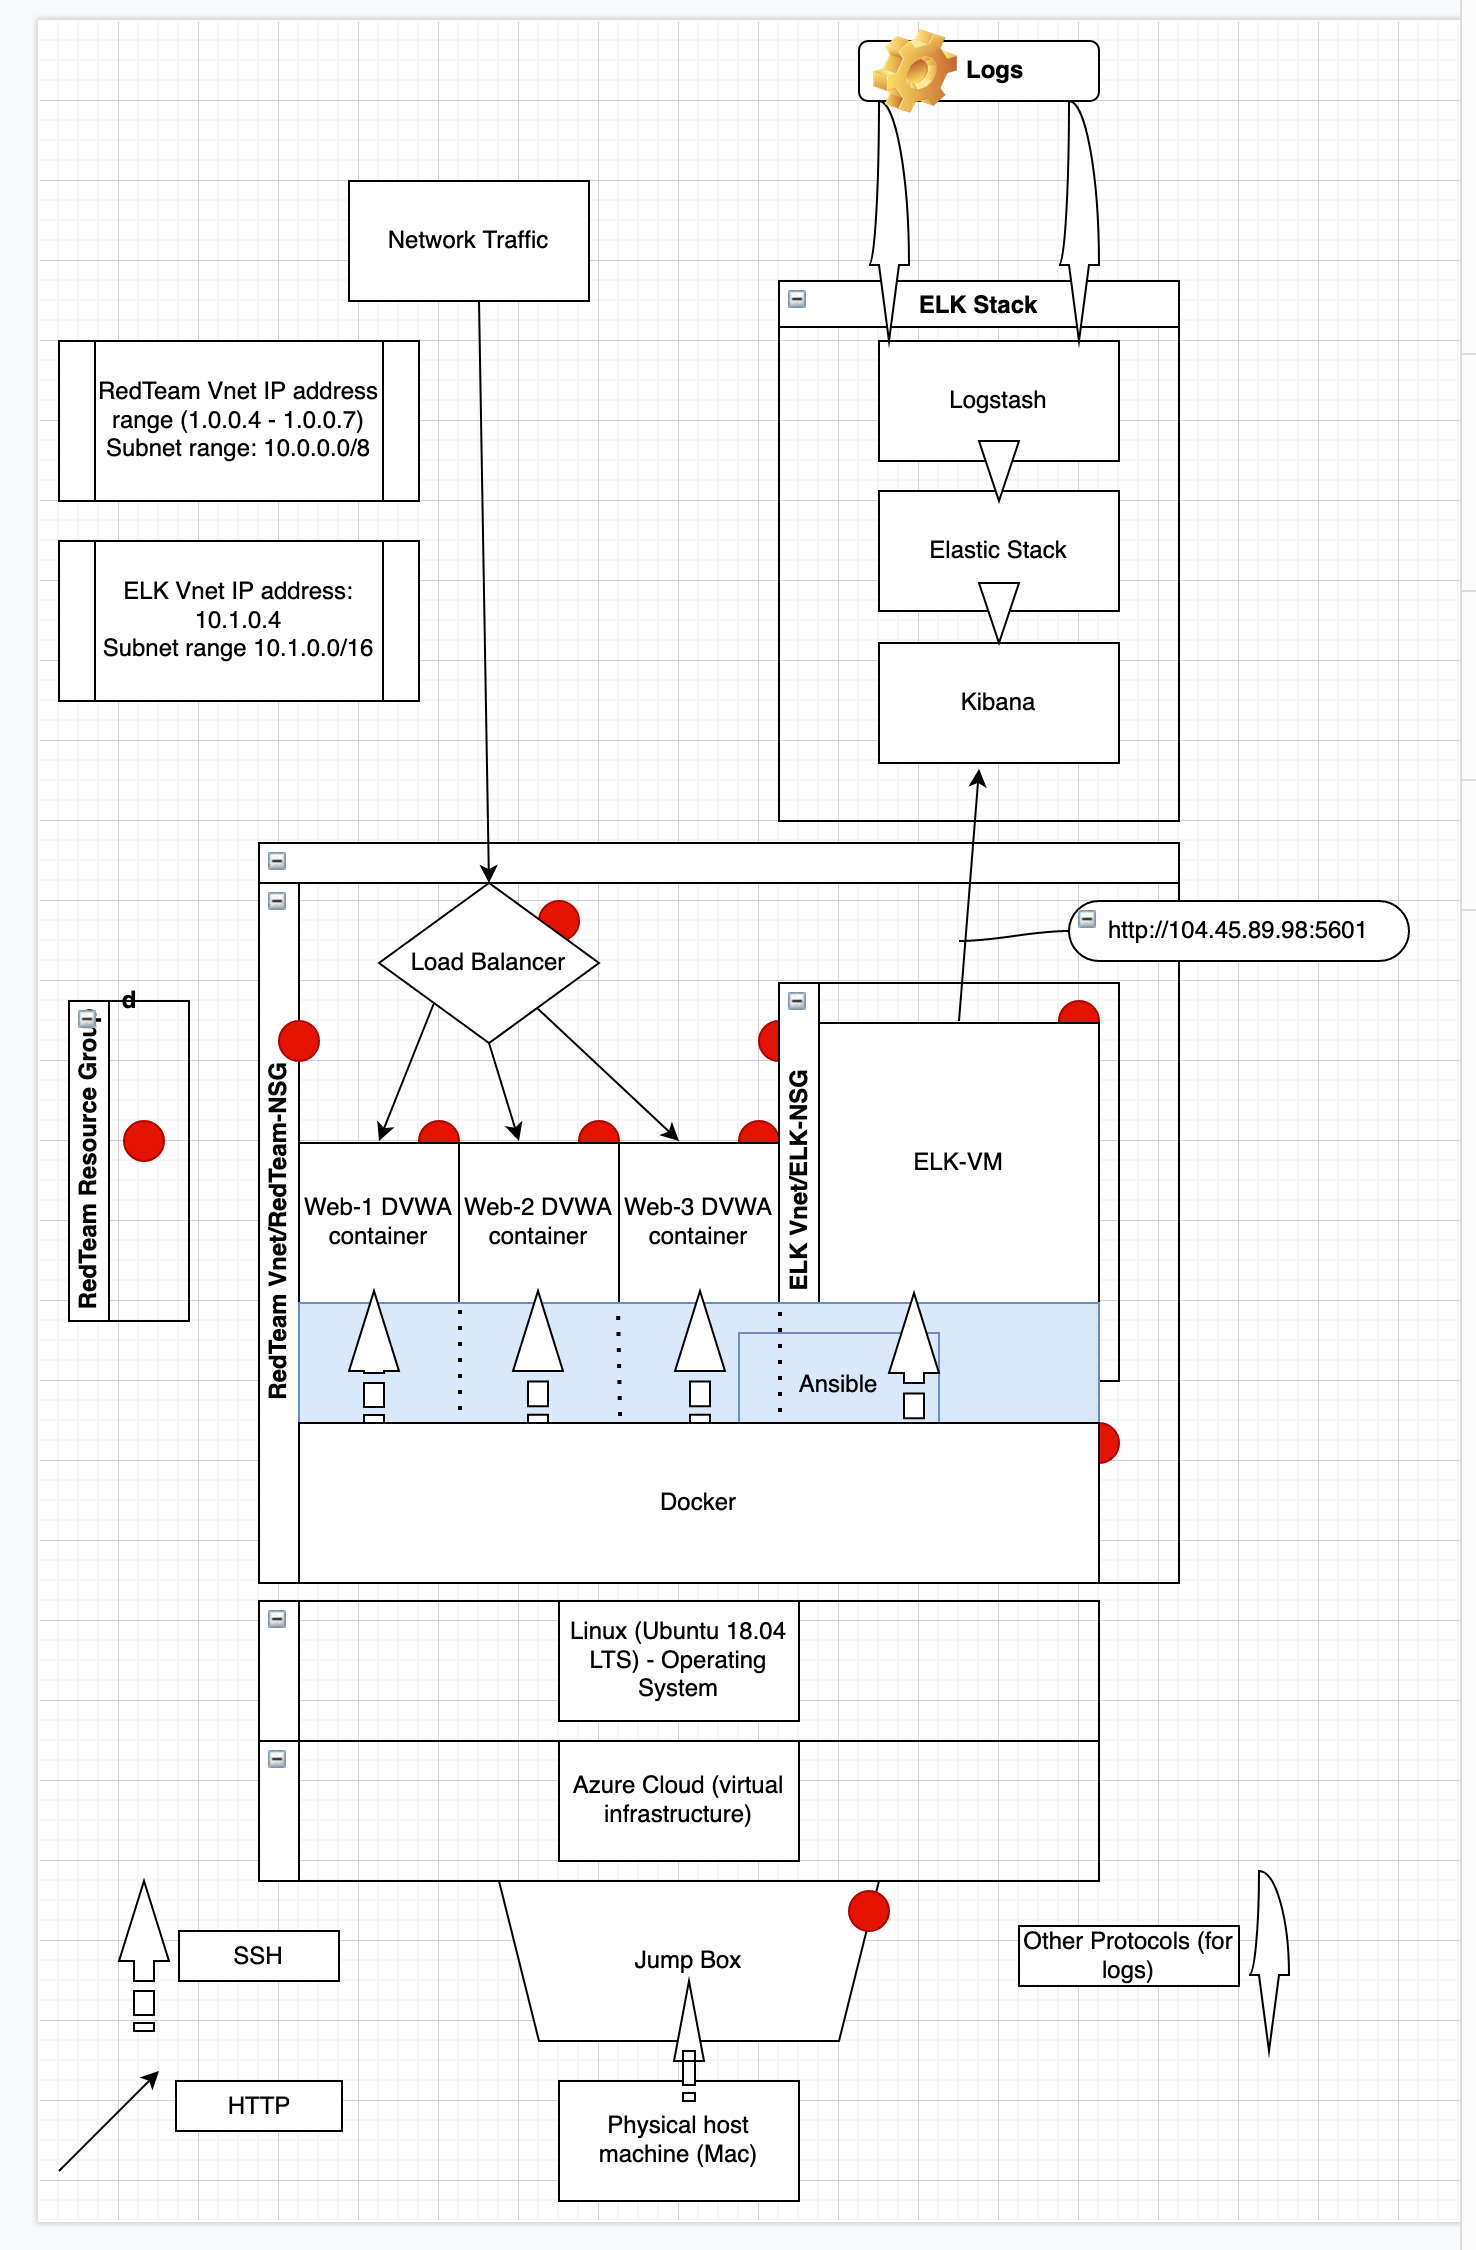 Logs
Network Traffic
ELK Stack
RedTeam Vnet IP address
range (1.0.0.4 - 1.0.0.7)
Subnet range: 10.0.0.0/8
Logstash
ELK Vnet IP address:
10.1.0.4
Subnet range 10.1.0.0/16
Elastic Stack
Kibana
http://104.45.89.98:5601
Load Balancer
d
RedTeam Resource Group
RedTeam Vnet/RedTeam-NSG
ELK Vnet/ELK-NSG
ELK-VM
Web-1 DVWA
container
Web-2 DVWA
container
Web-3 DVWA
container
Ansible
Docker
Linux (Ubuntu 18.04
LTS) - Operating
System
Azure Cloud (virtual
infrastructure)
Jump Box
SSH
Other Protocols (for
logs)
HTTP
Physical host
machine (Mac)